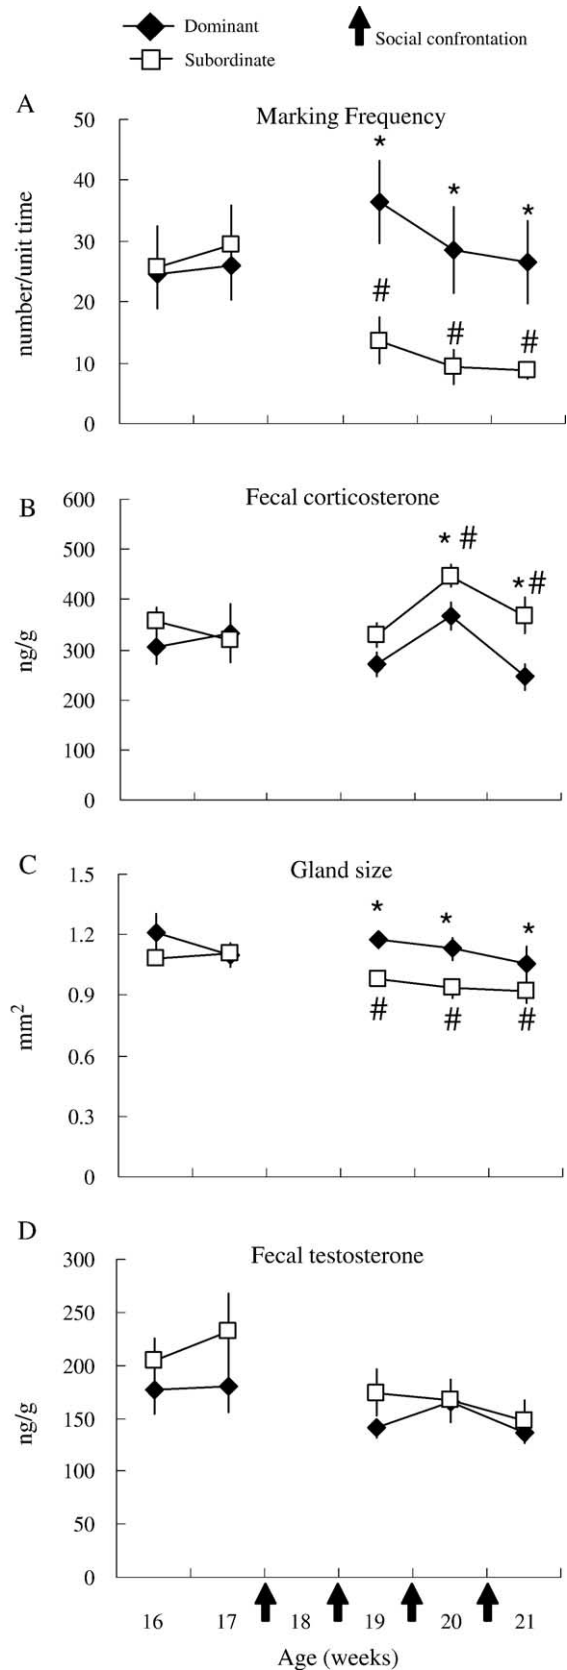 Dominant
Social confrontation
Subordinate
A
Marking Frequency
50
40
30
20
10
0
number/unit time
* * *
# # #
B
Fecal corticosterone
600
500
400
300
200
100
0
ng/g
*# *#
C
Gland size
1.5
1.2
0.9
0.6
0.3
0
mm²
* * *
# # #
D
Fecal testosterone
300
250
200
150
100
50
0
ng/g
16 17 18 19 20 21
Age (weeks)